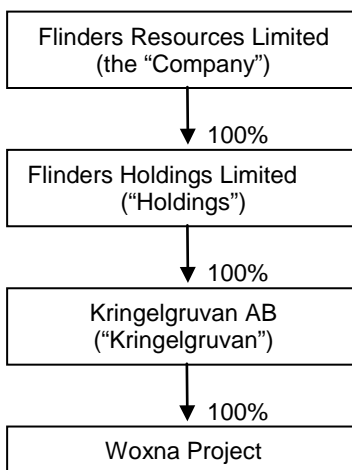 Flinders Resources Limited
(the “Company”)
100%
Flinders Holdings Limited
(“Holdings”)
100%
Kringelgruvan AB
(“Kringelgruvan”)
100%
Woxna Project